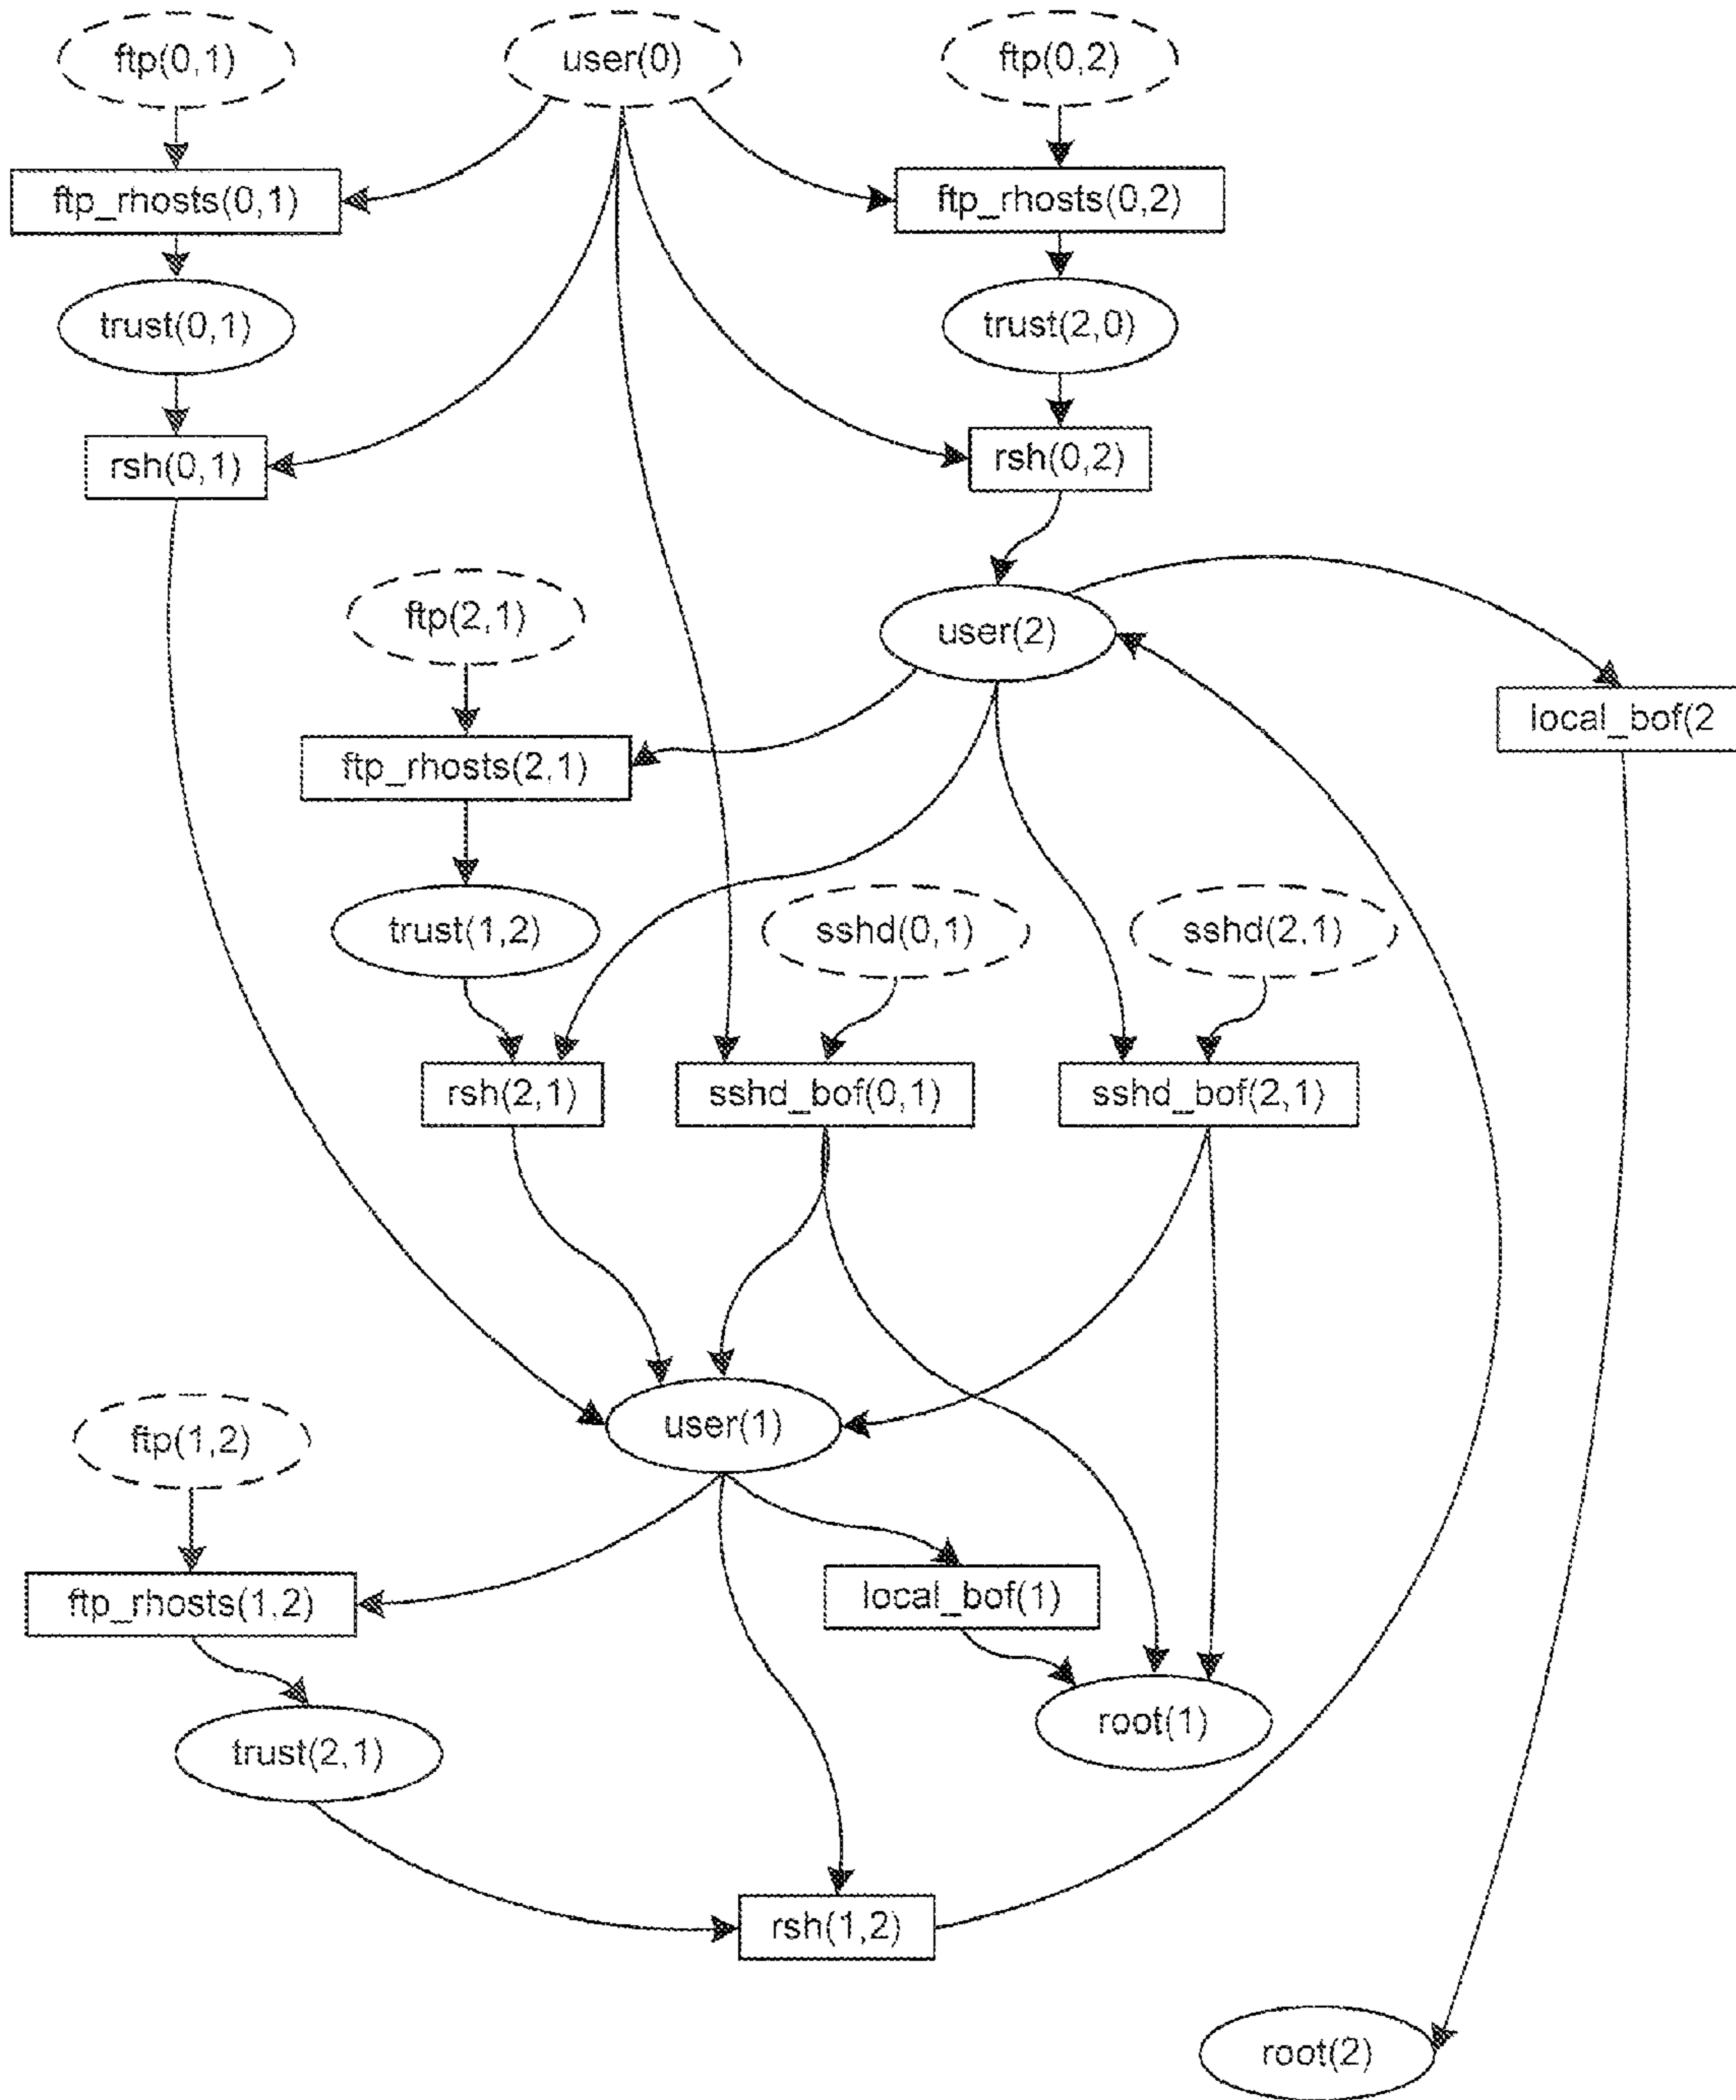 ftp(0,1)
user(0)
ftp(0,2)
ftp_rhosts(0,1)
ftp_rhosts(0,2)
trust(0,1)
trust(2,0)
rsh(0,1)
rsh(0,2)
ftp(2,1)
user(2)
local_bof(2
ftp_rhosts(2,1)
trust(1,2)
sshd(0,1)
sshd(2,1)
rsh(2,1)
sshd_bof(0,1)
sshd_bof(2,1)
user(1)
ftp(1,2)
ftp_rhosts(1,2)
local_bof(1)
root(1)
trust(2,1)
rsh(1,2)
root(2)